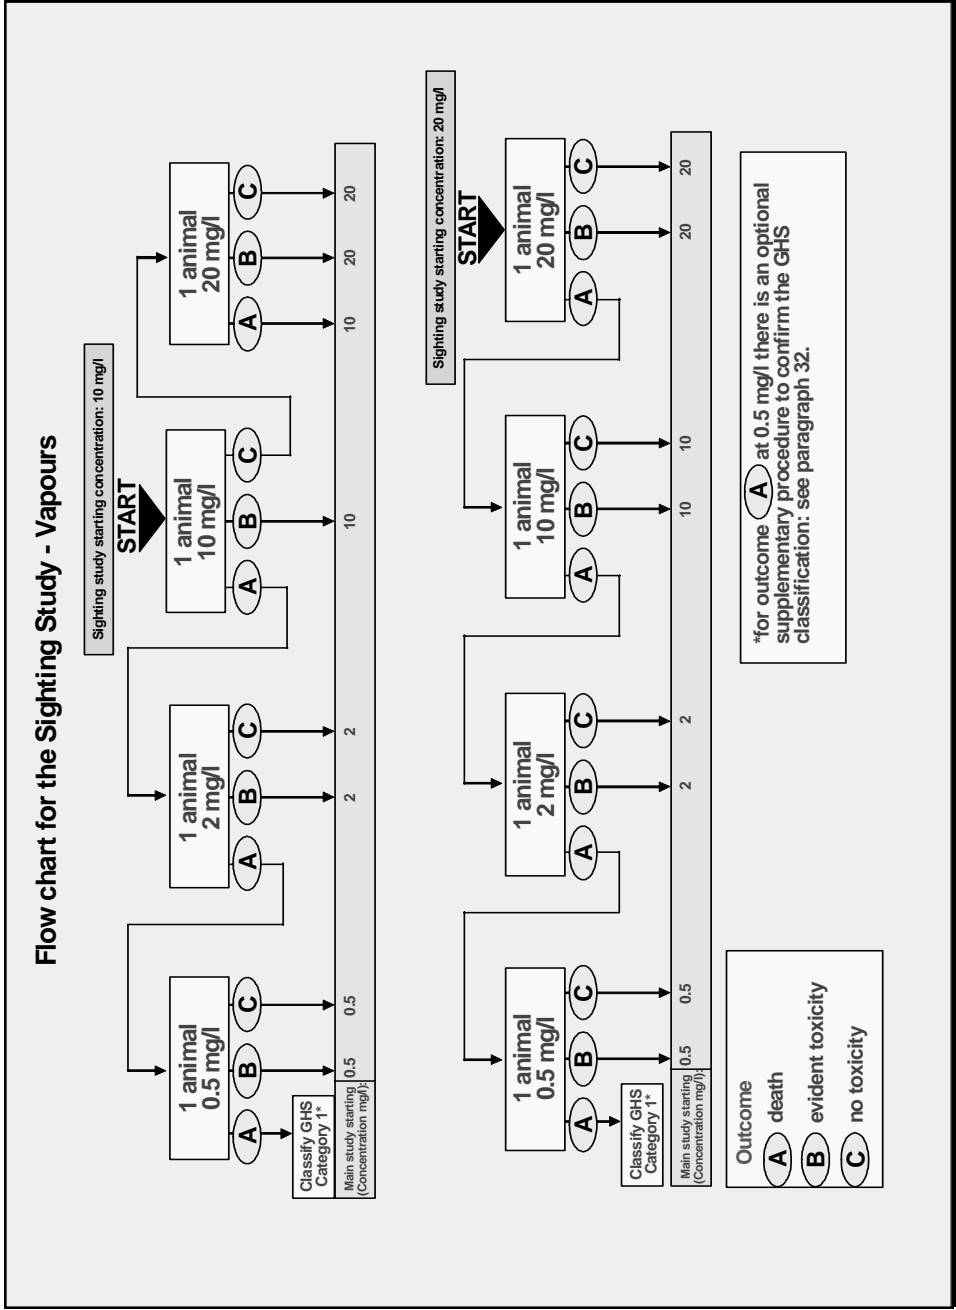 Flow chart for the Sighting Study - Vapours
Sighting study starting concentration: 10 mg/l
START
1 animal
0.5 mg/l
1 animal
2 mg/l
1 animal
10 mg/l
1 animal
20 mg/l
A B C
A B C
A B C
A B C
Classify GHS
Category 1*
Main study starting
(Concentration mg/l):
0.5 0.5 2 2 10 10 20 20
Sighting study starting concentration: 20 mg/l
START
1 animal
0.5 mg/l
1 animal
2 mg/l
1 animal
10 mg/l
1 animal
20 mg/l
A B C
A B C
A B C
A B C
Classify GHS
Category 1*
Main study starting
(Concentration mg/l):
0.5 0.5 2 2 10 10 20 20
Outcome
A death
B evident toxicity
C no toxicity
*for outcome A at 0.5 mg/l there is an optional
supplementary procedure to confirm the GHS
classification: see paragraph 32.